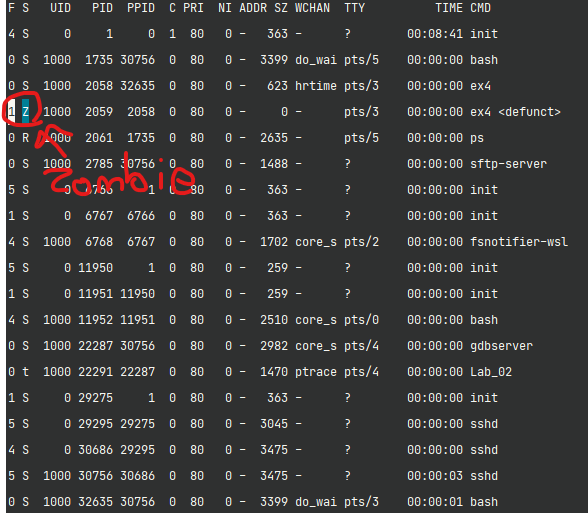 F S UID PID PPID C PRI NI ADDR SZ WCHAN TTY TIME CMD
4 S 0 1 0 1 80 0 - 363 - ? 00:08:41 init
0 S 1000 1735 30756 0 80 0 - 3399 do_wai pts/5 00:00:00 bash
0 S 1000 2058 32635 0 80 0 - 623 hrtime pts/3 00:00:00 ex4
1 Z 1000 2059 2058 0 80 0 - 0 - pts/3 00:00:00 ex4 <defunct>
0 R 1000 2061 1735 0 80 0 - 2635 - pts/5 00:00:00 ps
0 S 1000 2785 30756 0 80 0 - 1488 - ? 00:00:00 sftp-server
Zombie
5 S 0 6766 1 0 80 0 - 363 - ? 00:00:00 init
1 S 0 6767 6766 0 80 0 - 363 - ? 00:00:00 init
4 S 1000 6768 6767 0 80 0 - 1702 core_s pts/2 00:00:00 fsnotifier-wsl
5 S 0 11950 1 0 80 0 - 259 - ? 00:00:00 init
1 S 0 11951 11950 0 80 0 - 259 - ? 00:00:00 init
4 S 1000 11952 11951 0 80 0 - 2510 core_s pts/0 00:00:00 bash
0 S 1000 22287 30756 0 80 0 - 2982 core_s pts/4 00:00:00 gdbserver
0 t 1000 22291 22287 0 80 0 - 1470 ptrace pts/4 00:00:00 Lab_02
1 S 0 29275 1 0 80 0 - 363 - ? 00:00:00 init
5 S 0 29295 29275 0 80 0 - 3045 - ? 00:00:00 sshd
4 S 0 30686 29295 0 80 0 - 3475 - ? 00:00:00 sshd
5 S 1000 30756 30686 0 80 0 - 3475 - ? 00:00:03 sshd
0 S 1000 32635 30756 0 80 0 - 3399 do_wai pts/3 00:00:01 bash